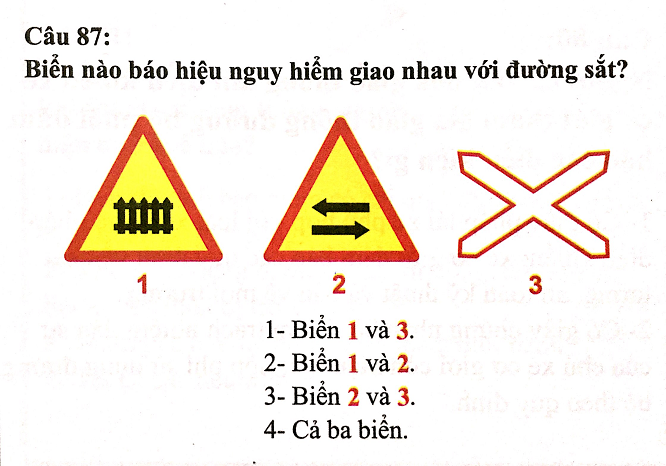 Câu 87:
Biển nào báo hiệu nguy hiểm giao nhau với đường sắt?
1
2
3
1- Biển 1 và 3.
2- Biển 1 và 2.
3- Biển 2 và 3.
4- Cả ba biển.